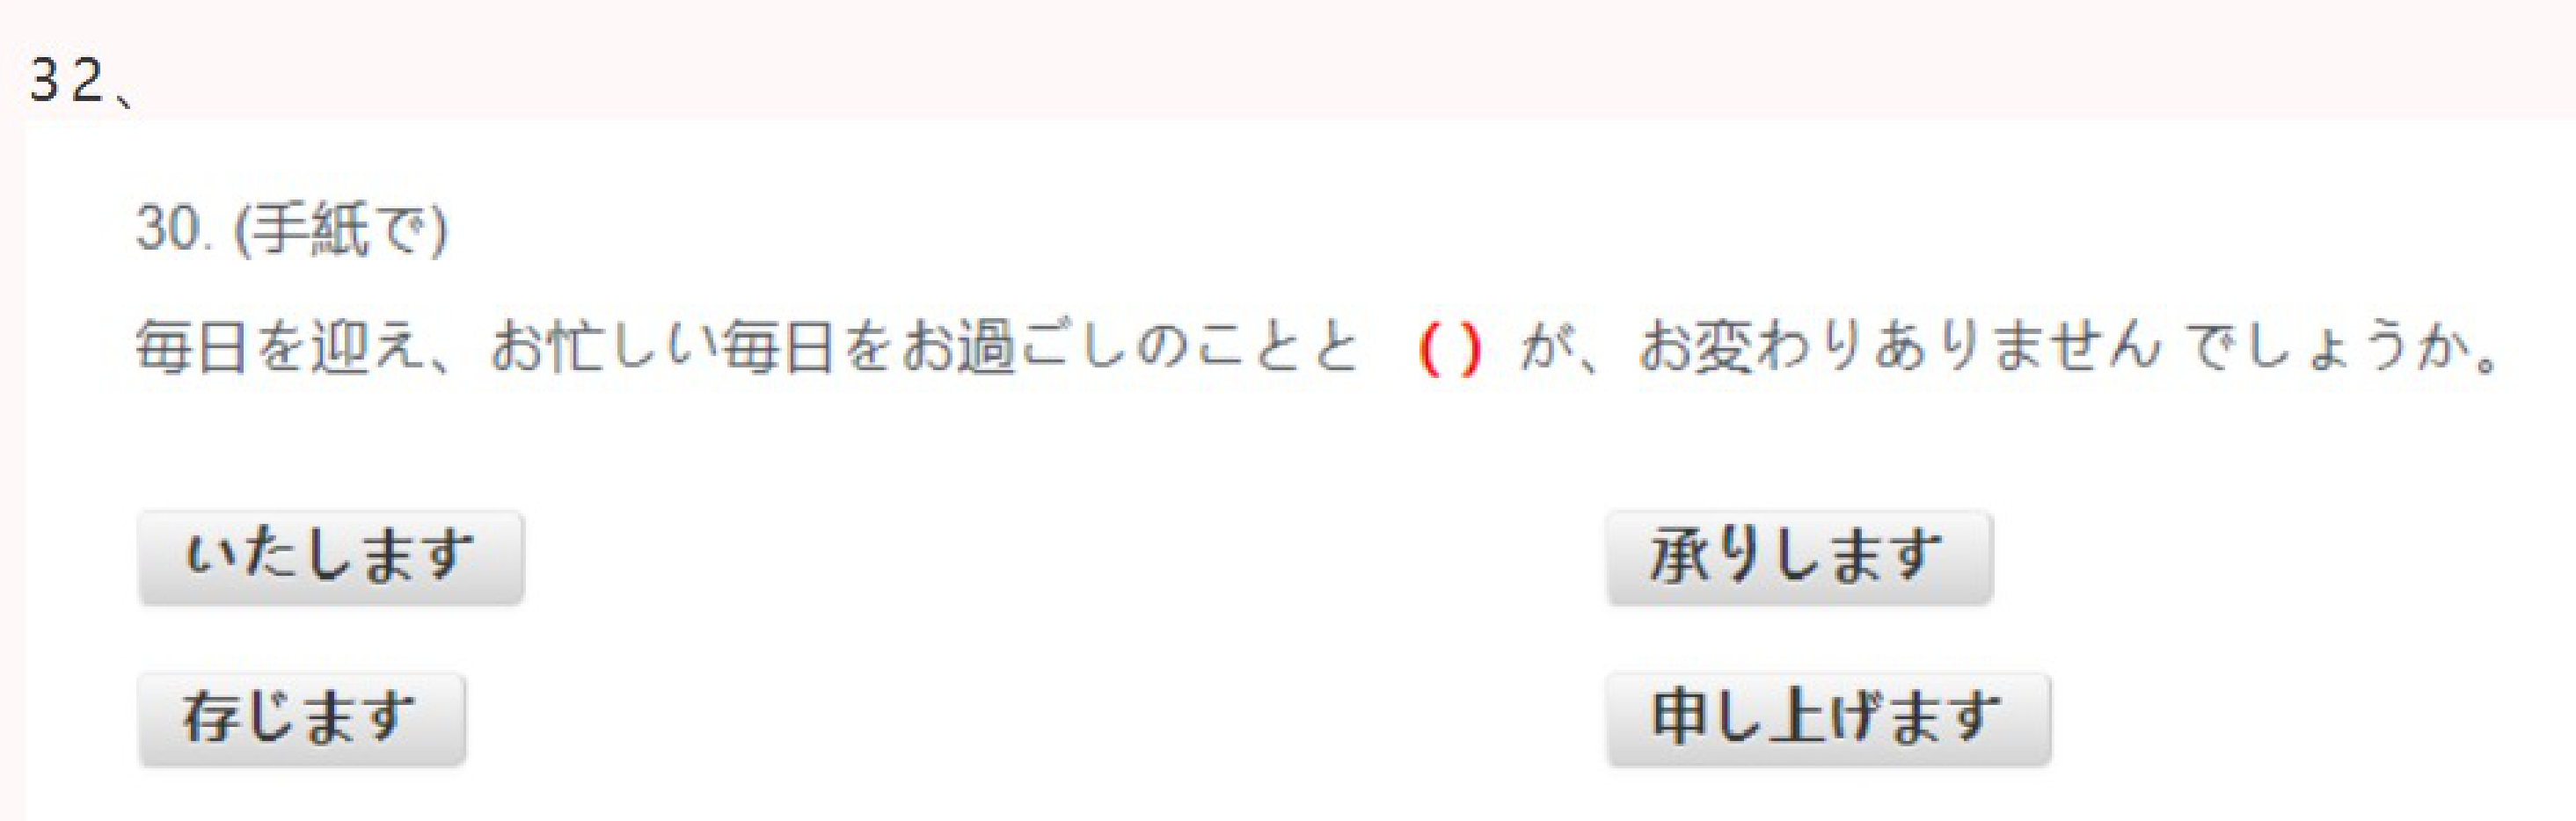 32、
30. (手紙で)
毎日を迎え、お忙しい毎日をお過ごしのことと ( ) が、お変わりありません でしょうか。
いたします
承りします
存じます
申し上げます